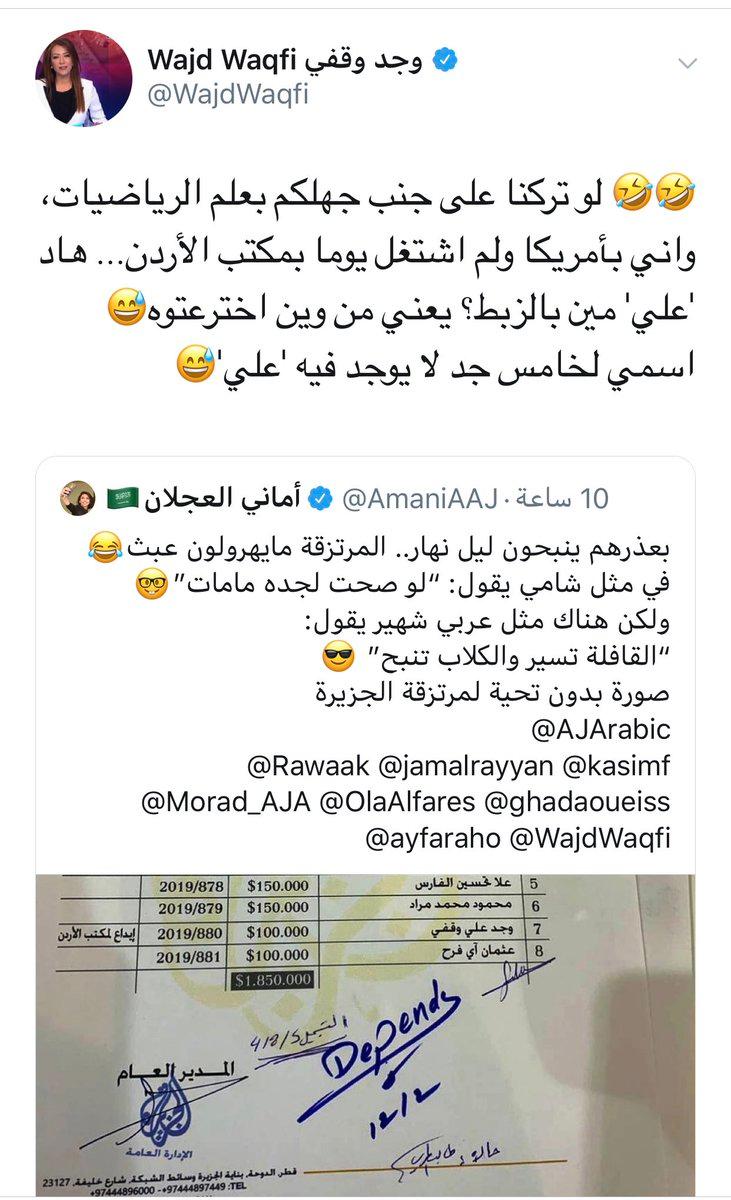 Wajd Waqfi وجد وقفي
@WajdWaqfi
🤣🤣 لو تركنا على جنب جهلكم بعلم الرياضيات،
واني بأمريكا ولم اشتغل يوما بمكتب الأردن... هاد
'علي' مين بالزبط؟ يعني من وين اخترعتوه😅
اسمي لخامس جد لا يوجد فيه 'علي'😅
أماني العجلان🇸🇦 @AmaniAAJ · 10 ساعة
بعذرهم ينبحون ليل نهار.. المرتزقة مايهرولون عبث😂
في مثل شامي يقول: “لو صحت لجده مامات”🤓
ولكن هناك مثل عربي شهير يقول:
“القافلة تسير والكلاب تنبح” 😎
صورة بدون تحية لمرتزقة الجزيرة
@AJArabic
@Rawaak @jamalrayyan @kasimf
@Morad_AJA @OlaAlfares @ghadaoueiss
@ayfaraho @WajdWaqfi
5 علا تحسين الفارس $150.000 2019/878
6 محمود محمد مراد $150.000 2019/879
7 وجد علي وقفي $100.000 2019/880 إيداع لمكتب الأردن
8 عثمان آي فرح $100.000 2019/881
$1.850.000
Depends
12/2
المدير العام
الجزيرة
الإدارة العامة
قطر، الدوحة، بناية الجزيرة وسائط الشبكة، شارع خليفة، 23127
+97444896000 -+97444897449 :TEL